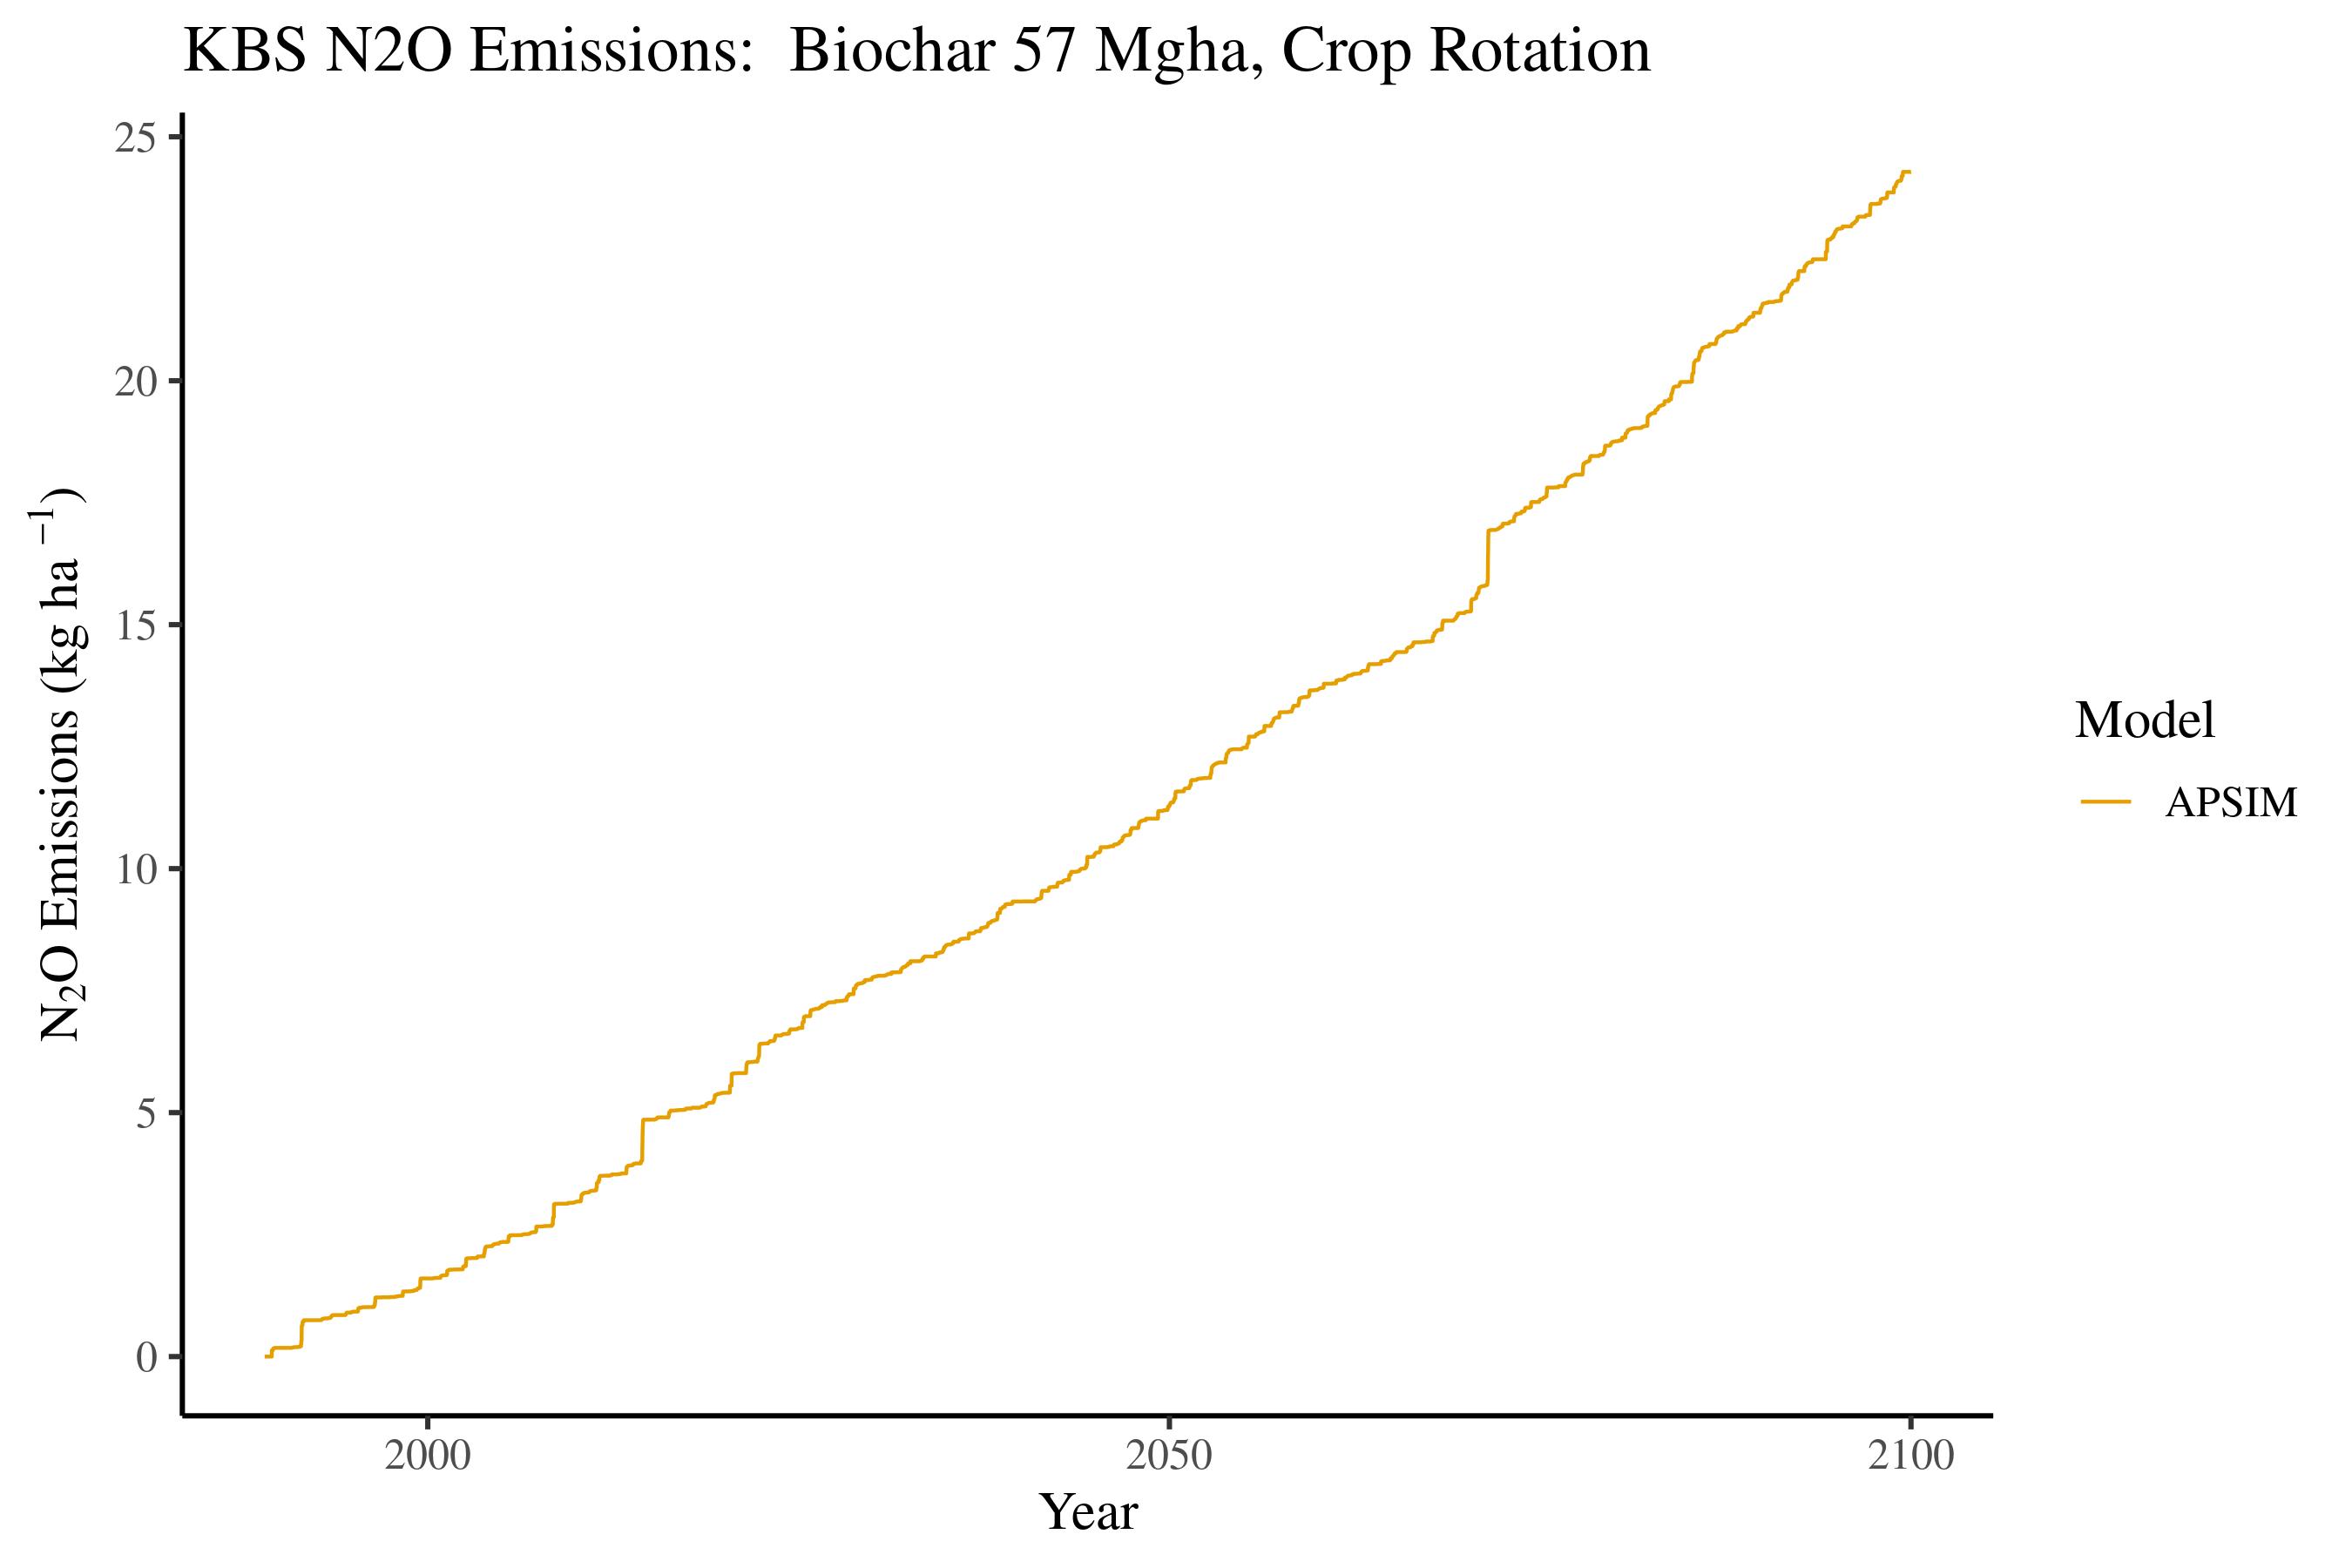 KBS N2O Emissions:  Biochar 57 Mgha, Crop Rotation
25
20
15
10
5
0
N₂O Emissions (kg ha ⁻¹)
2000 2050 2100
Year
Model
APSIM